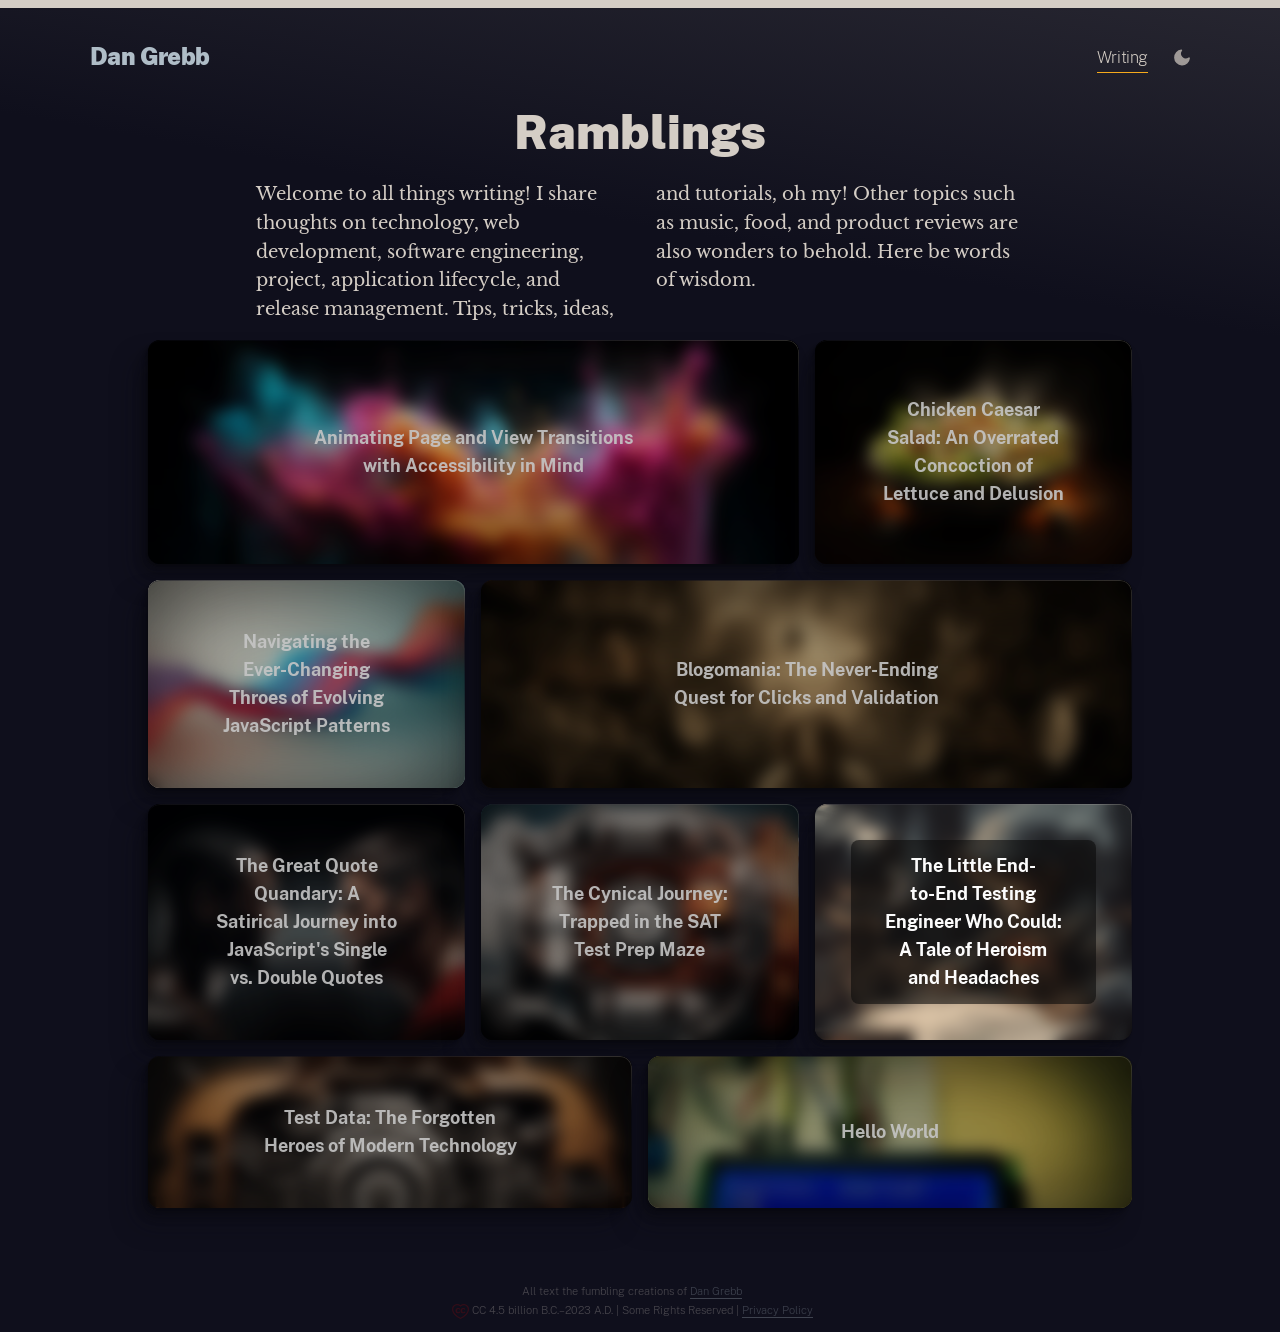 Dan Grebb
Writing
Ramblings
Welcome to all things writing! I share
thoughts on technology, web
development, software engineering,
project, application lifecycle, and
release management. Tips, tricks, ideas,
and tutorials, oh my! Other topics such
as music, food, and product reviews are
also wonders to behold. Here be words
of wisdom.
Animating Page and View Transitions
with Accessibility in Mind
Chicken Caesar
Salad: An Overrated
Concoction of
Lettuce and Delusion
Navigating the
Ever-Changing
Throes of Evolving
JavaScript Patterns
Blogomania: The Never-Ending
Quest for Clicks and Validation
The Great Quote
Quandary: A
Satirical Journey into
JavaScript's Single
vs. Double Quotes
The Cynical Journey:
Trapped in the SAT
Test Prep Maze
The Little End-
to-End Testing
Engineer Who Could:
A Tale of Heroism
and Headaches
Test Data: The Forgotten
Heroes of Modern Technology
Hello World
All text the fumbling creations of Dan Grebb
CC 4.5 billion B.C.–2023 A.D. | Some Rights Reserved | Privacy Policy